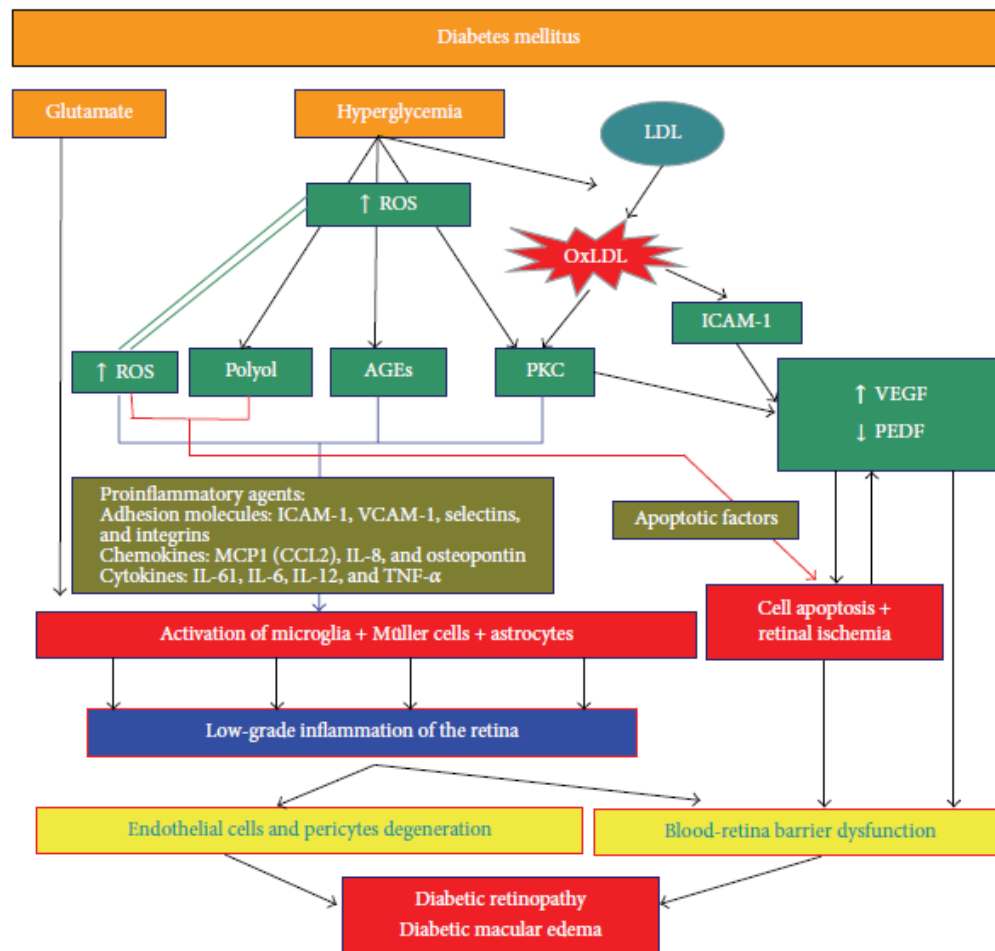 Diabetes mellitus
Glutamate
Hyperglycemia
LDL
↑ ROS
OxLDL
ICAM-1
↑ ROS
Polyol
AGEs
PKC
↑ VEGF
↓ PEDF
Proinflammatory agents:
Adhesion molecules: ICAM-1, VCAM-1, selectins,
and integrins
Chemokines: MCP1 (CCL2), IL-8, and osteopontin
Cytokines: IL-61, IL-6, IL-12, and TNF-α
Apoptotic factors
Activation of microglia + Müller cells + astrocytes
Cell apoptosis +
retinal ischemia
Low-grade inflammation of the retina
Endothelial cells and pericytes degeneration
Blood-retina barrier dysfunction
Diabetic retinopathy
Diabetic macular edema